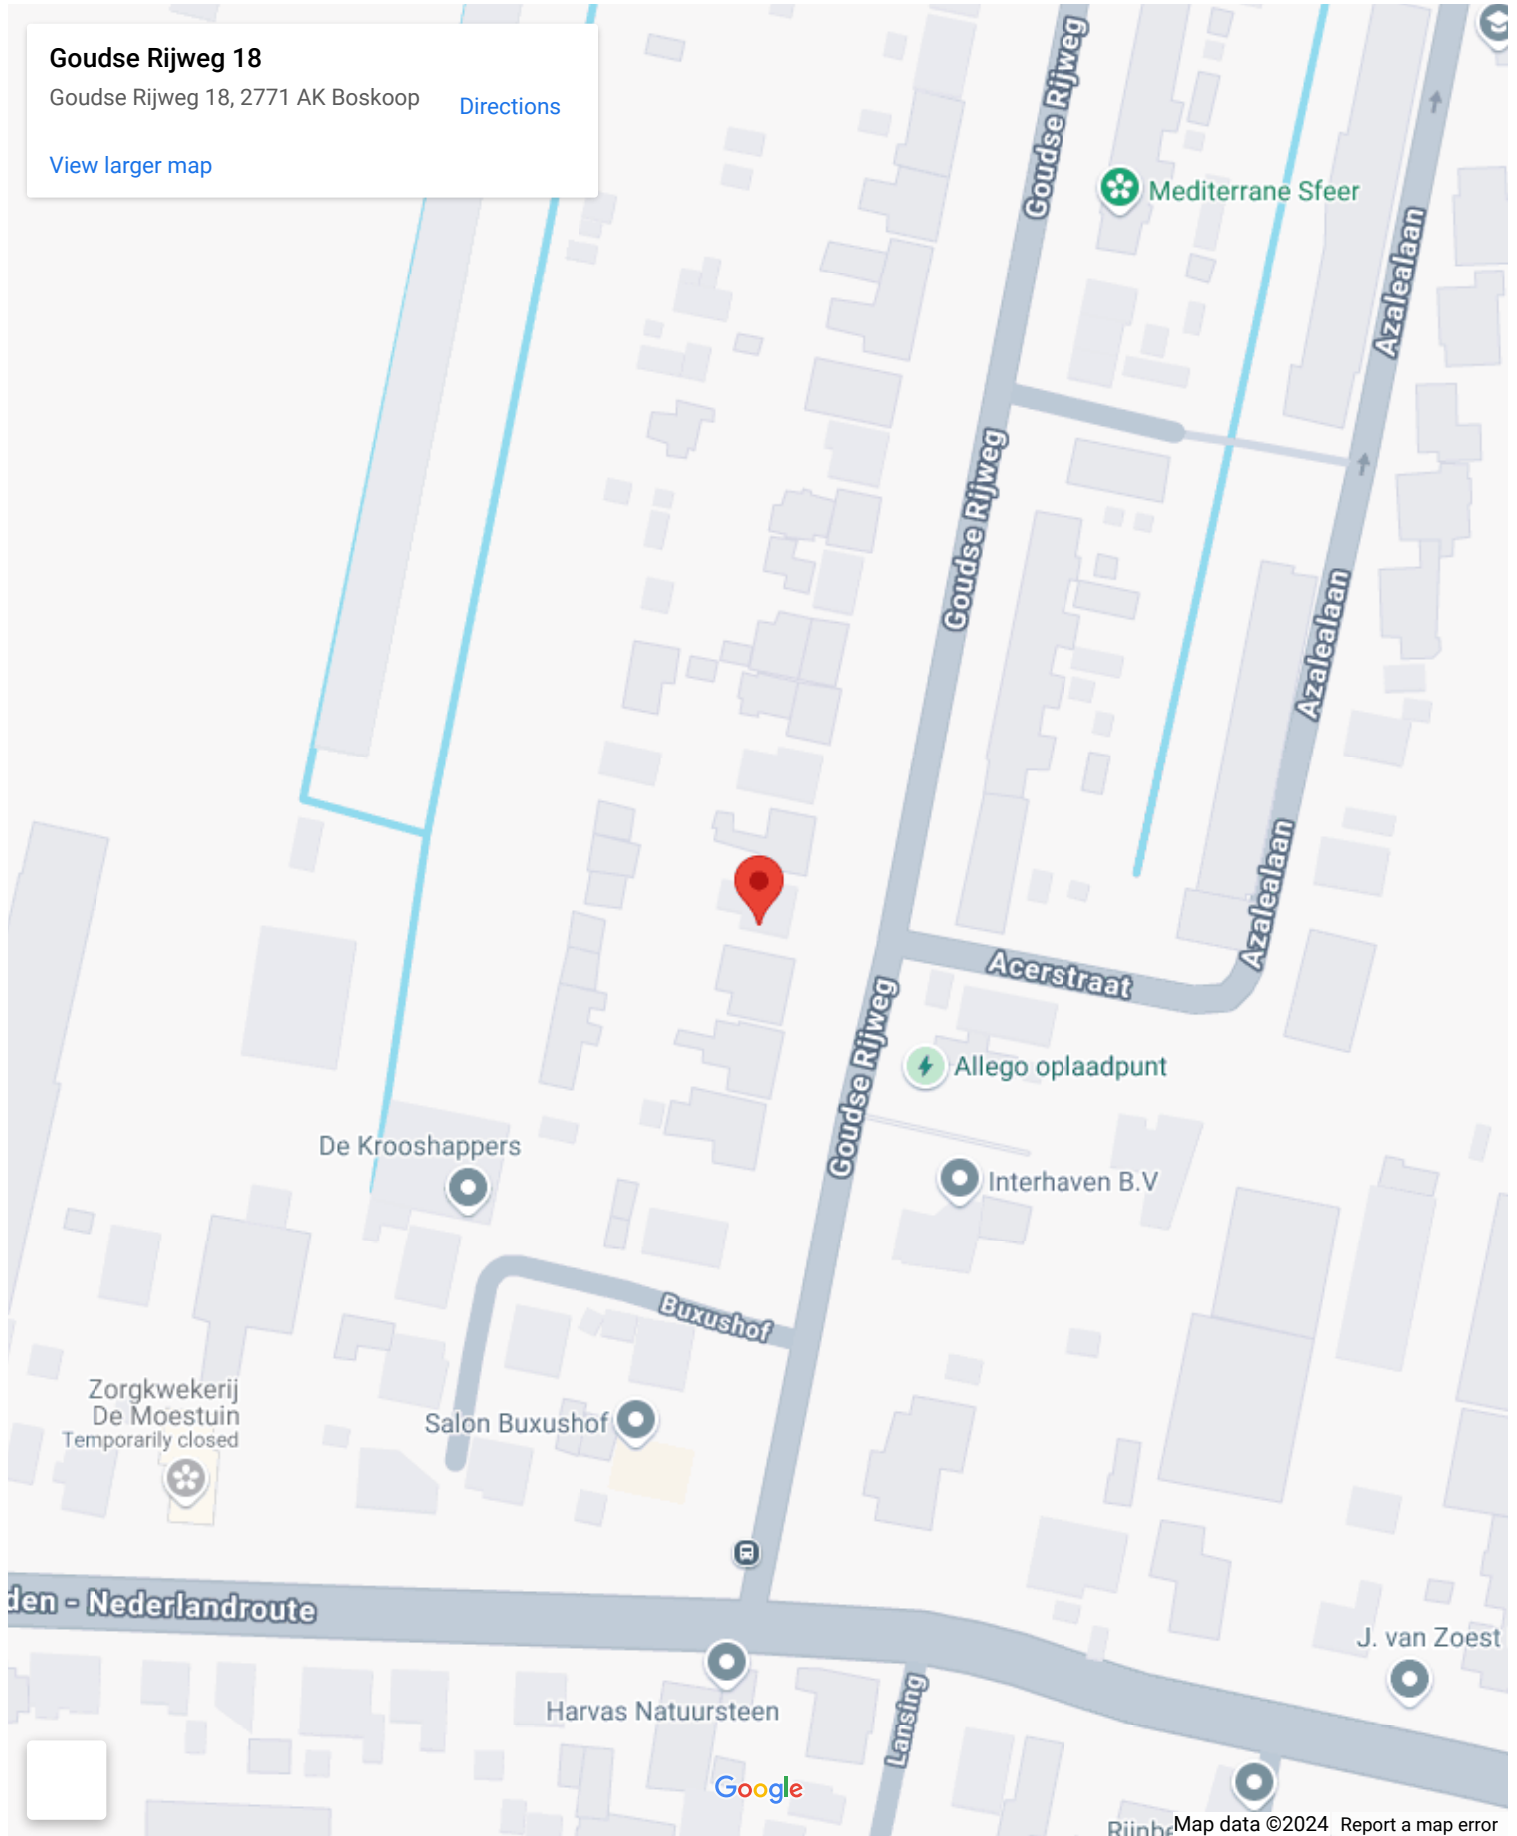 Goudse Rijweg 18
Goudse Rijweg 18, 2771 AK Boskoop
Directions
View larger map
Goudse Rijweg
Mediterrane Sfeer
Azalealaan
Goudse Rijweg
Azalealaan
Azalealaan
Acerstraat
Goudse Rijweg
Allego oplaadpunt
De Krooshappers
Interhaven B.V
Buxushof
Zorgkwekerij
De Moestuin
Temporarily closed
Salon Buxushof
den - Nederlandroute
J. van Zoest
Harvas Natuursteen
Lansing
Google
Rijnbe
Map data ©2024
Report a map error